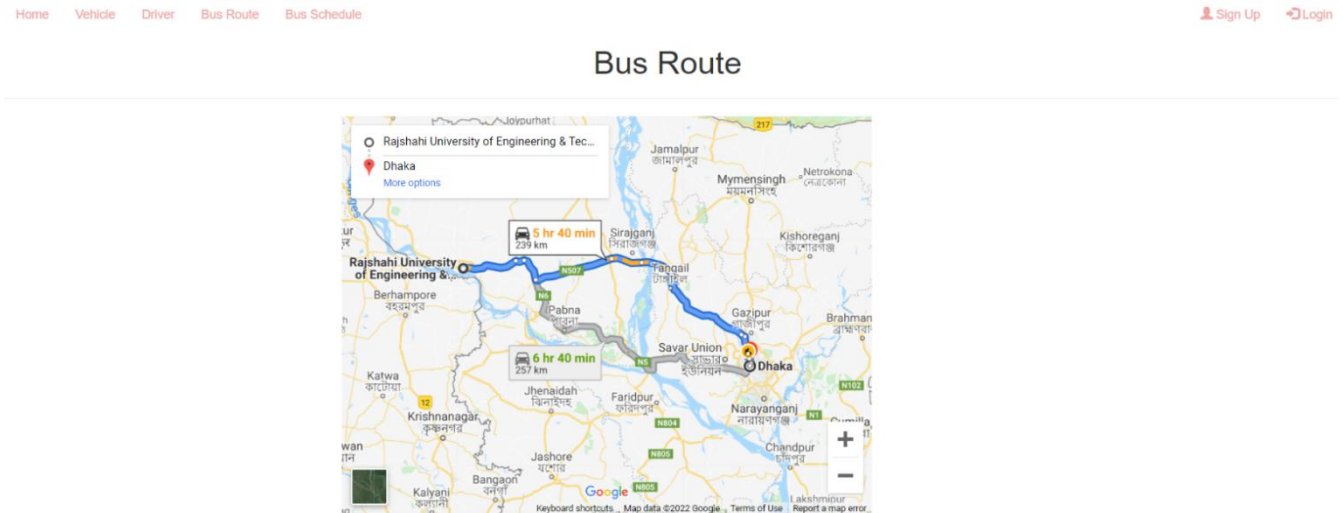 Home Vehicle Driver Bus Route Bus Schedule Sign Up Login
Bus Route
Rajshahi University of Engineering & Tec...
Dhaka
More options
Joypurhat
217
Jamalpur
জামালপুর
Mymensingh
ময়মনসিংহ
Netrokona
নেত্রকোনা
5 hr 40 min
239 km
Sirajganj
সিরাজগঞ্জ
Kishoreganj
কিশোরগঞ্জ
Rajshahi University
of Engineering &...
N507
Tangail
টাঙ্গাইল
Berhampore
বহরমপুর
N6
Pabna
পাবনা
Gazipur
গাজীপুর
Brahman
6 hr 40 min
257 km
N5
Savar Union
সাভার
ইউনিয়ন
Dhaka
Katwa
কাটোয়া
N102
12
Krishnanagar
কৃষ্ণনগর
Jhenaidah
ঝিনাইদহ
Faridpur
ফরিদপুর
Narayanganj
নারায়ণগঞ্জ
N1
Cumilla
N804
N805
Chandpur
চাঁদপুর
Jashore
যশোর
Bangaon
বনগাঁ
Kalyani
কল্যাণী
Google
N805
Lakshmipur
Keyboard shortcuts Map data ©2022 Google Terms of Use Report a map error